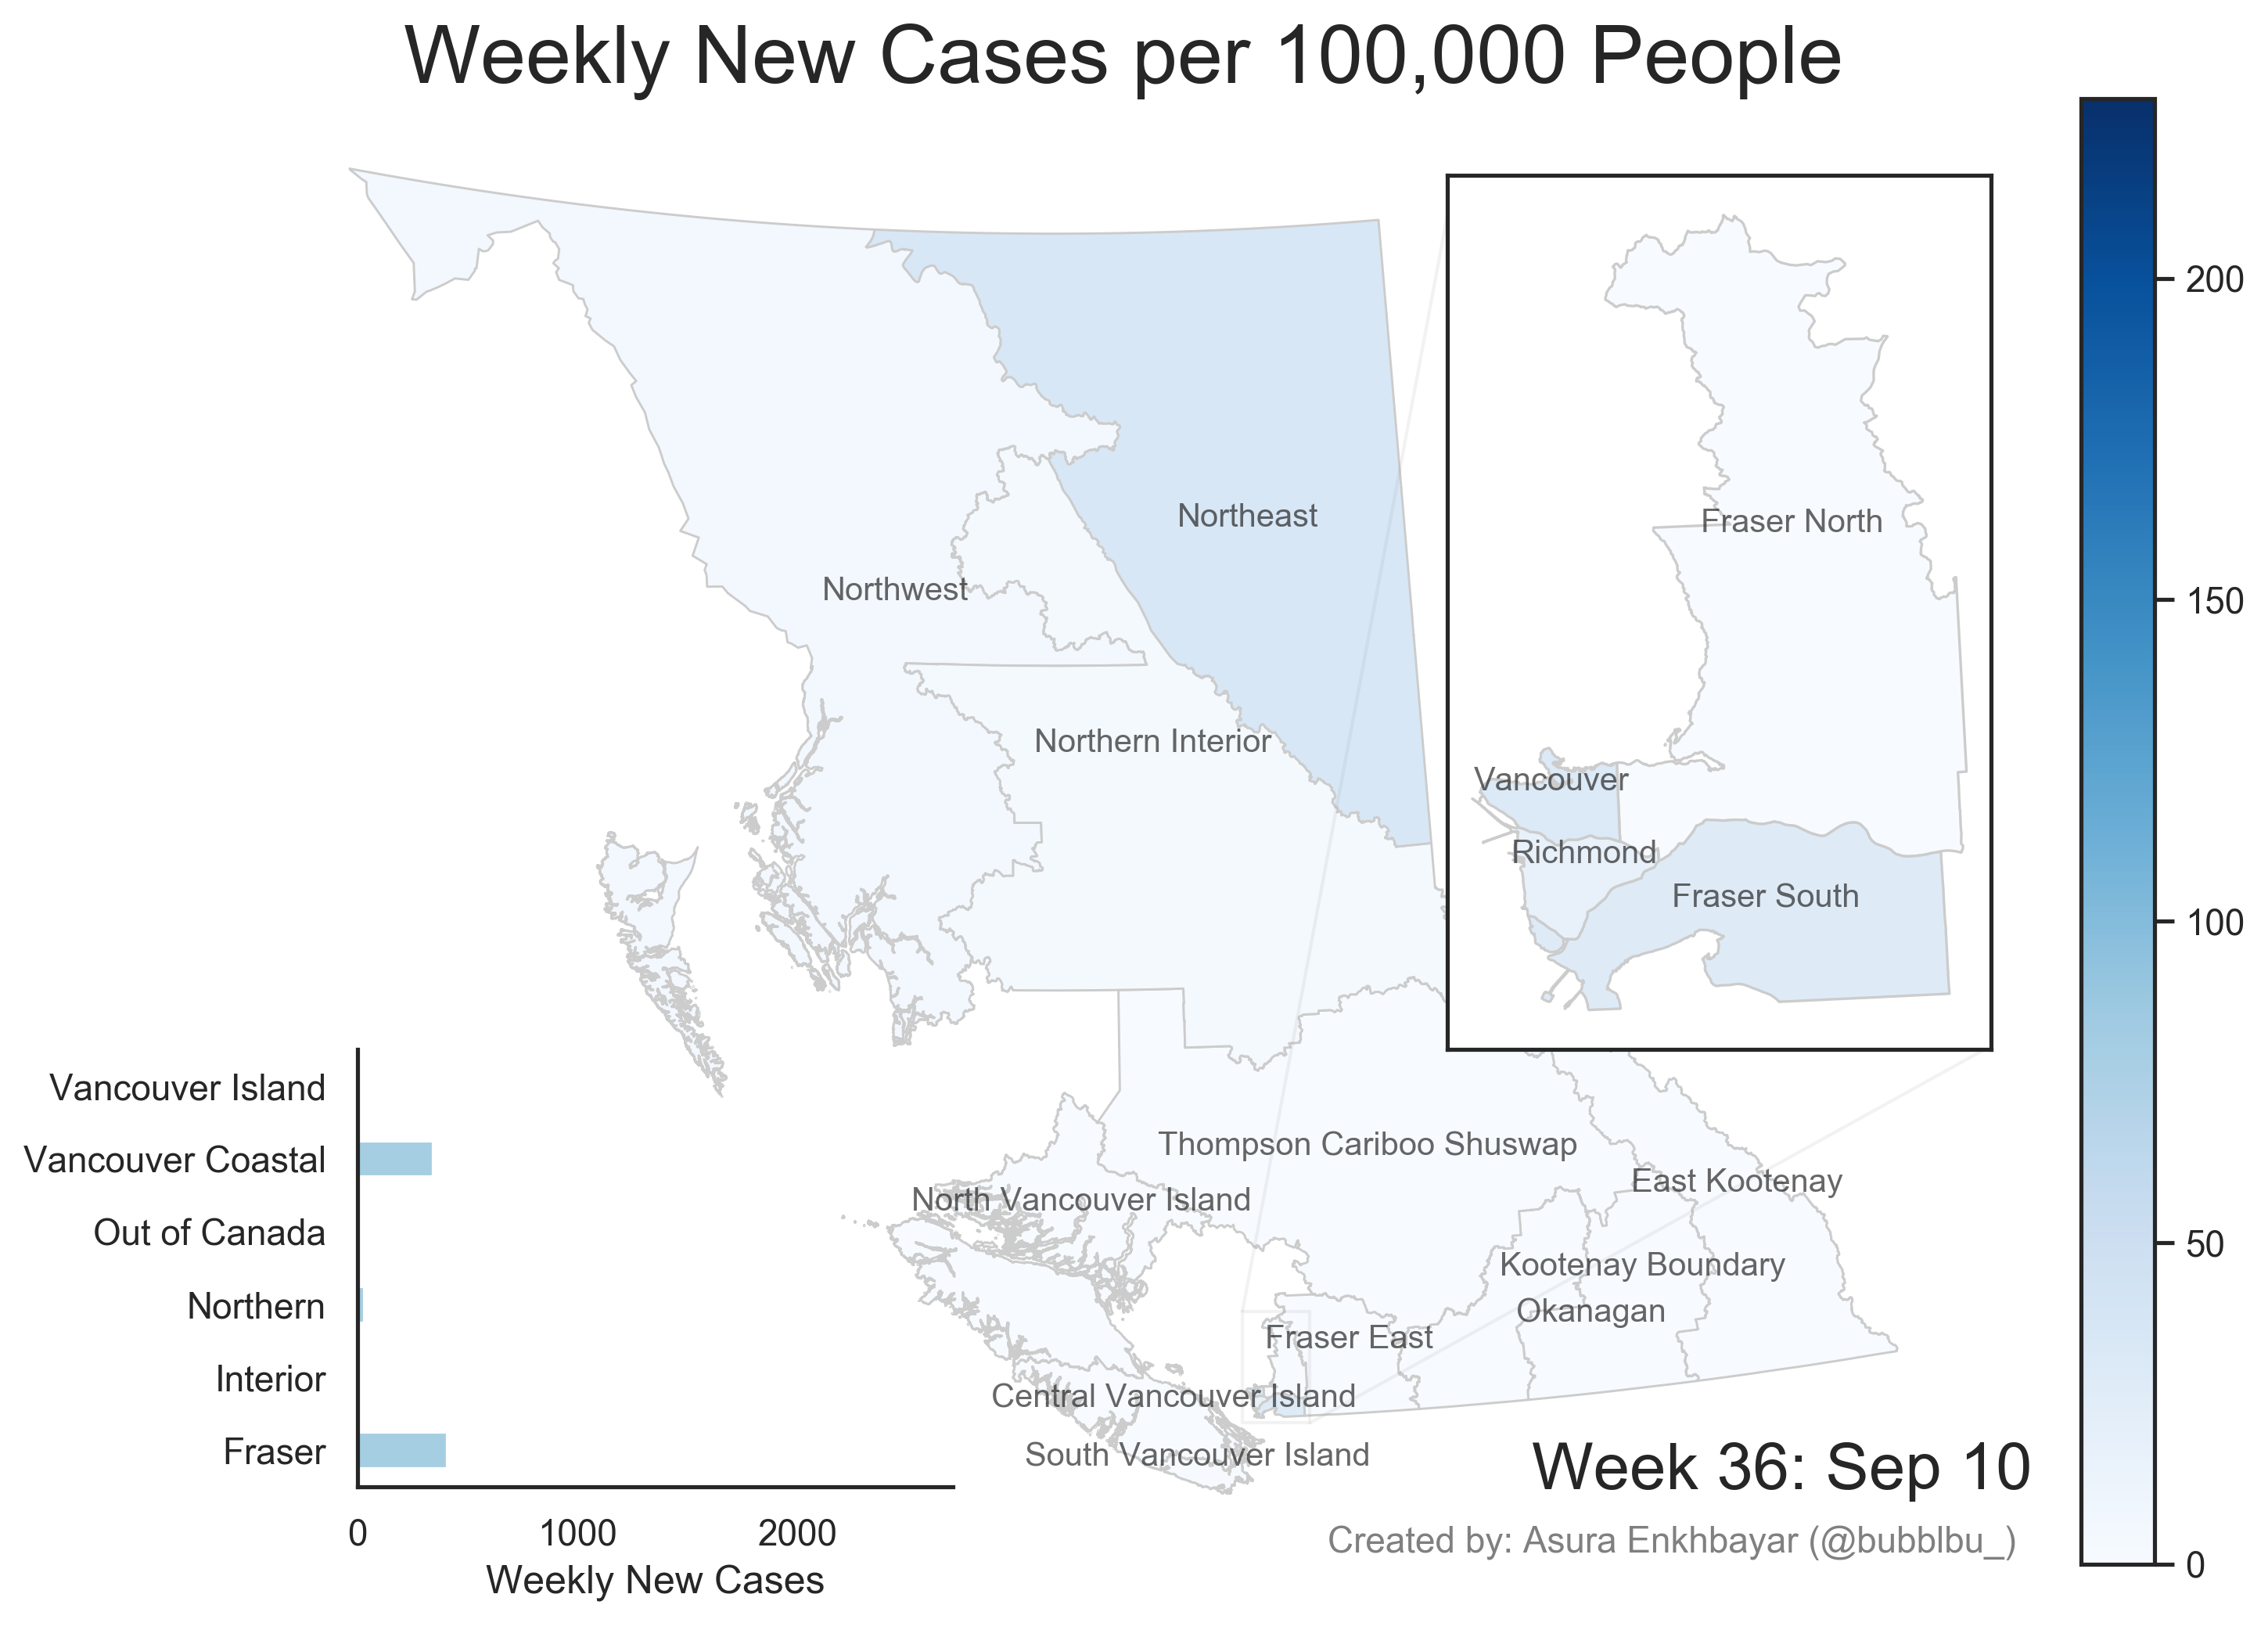 Weekly New Cases per 100,000 People
200
150
100
50
0
Northeast
Northwest
Northern Interior
Fraser North
Vancouver
Richmond
Fraser South
Thompson Cariboo Shuswap
East Kootenay
North Vancouver Island
Kootenay Boundary
Okanagan
Fraser East
Central Vancouver Island
South Vancouver Island
Vancouver Island
Vancouver Coastal
Out of Canada
Northern
Interior
Fraser
0 1000 2000
Weekly New Cases
Week 36: Sep 10
Created by: Asura Enkhbayar (@bubblbu_)